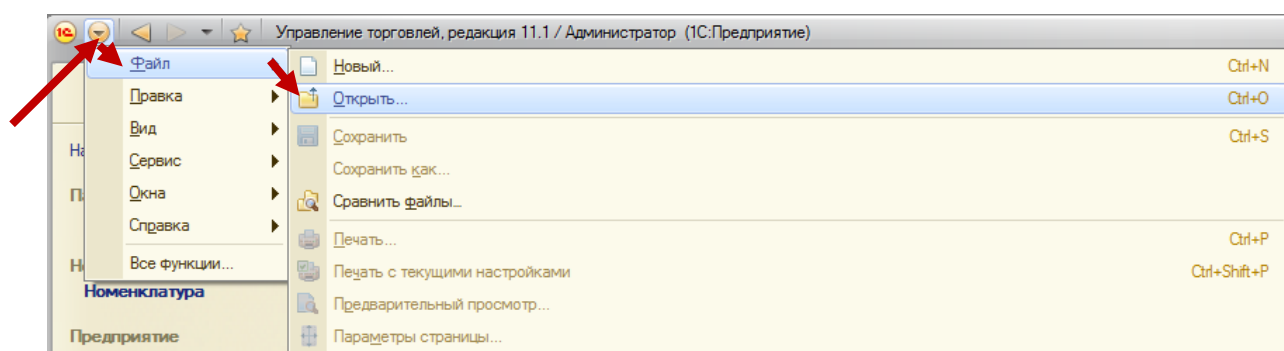 1С Управление торговлей, редакция 11.1 / Администратор (1С:Предприятие)
Файл
Правка
Вид
Сервис
Окна
Справка
Все функции...
Новый... Ctrl+N
Открыть... Ctrl+O
Сохранить Ctrl+S
Сохранить как...
Сравнить файлы...
Печать... Ctrl+P
Печать с текущими настройками Ctrl+Shift+P
Предварительный просмотр...
Параметры страницы...
На
Номенклатура
Предприятие